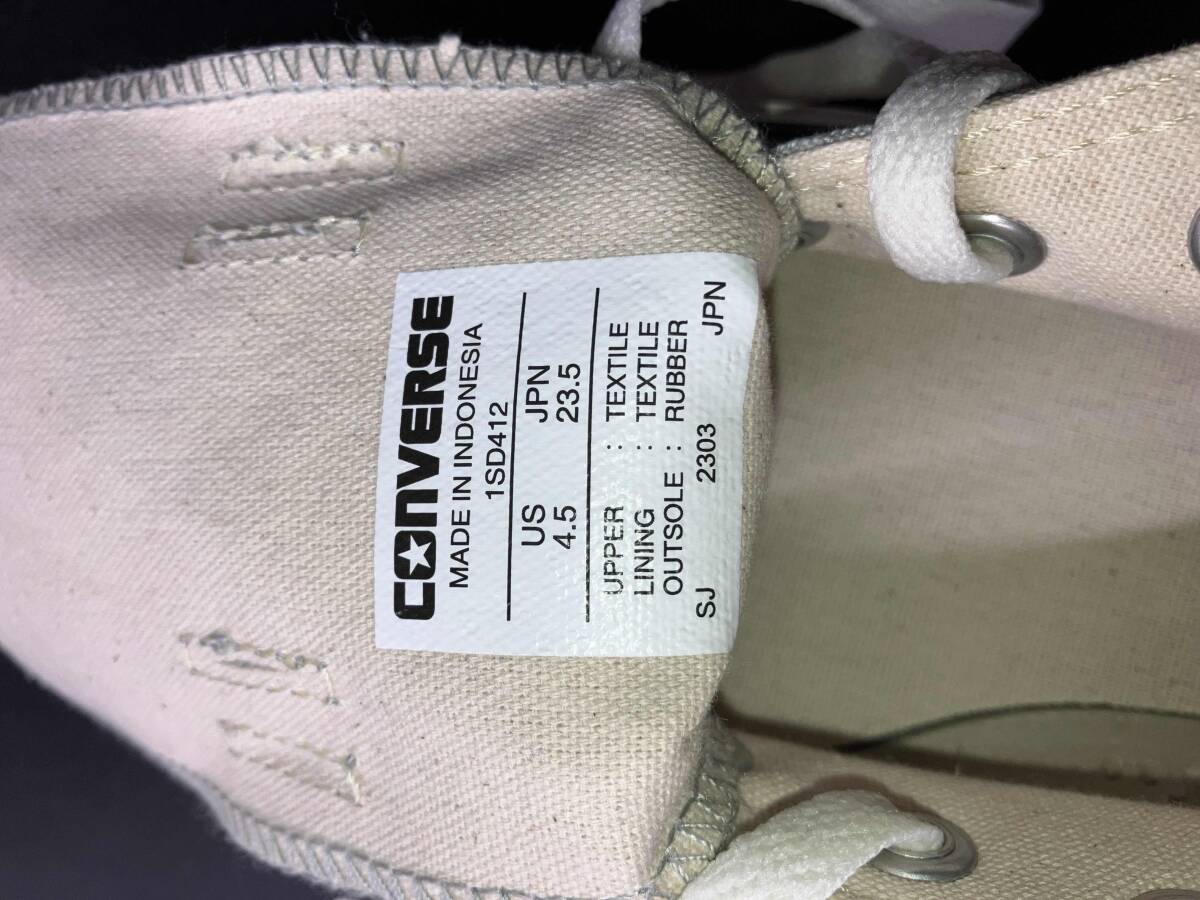 CONVERSE
MADE IN INDONESIA
1SD412
US JPN
4.5 23.5
UPPER : TEXTILE
LINING : TEXTILE
OUTSOLE : RUBBER
SJ 2303 JPN